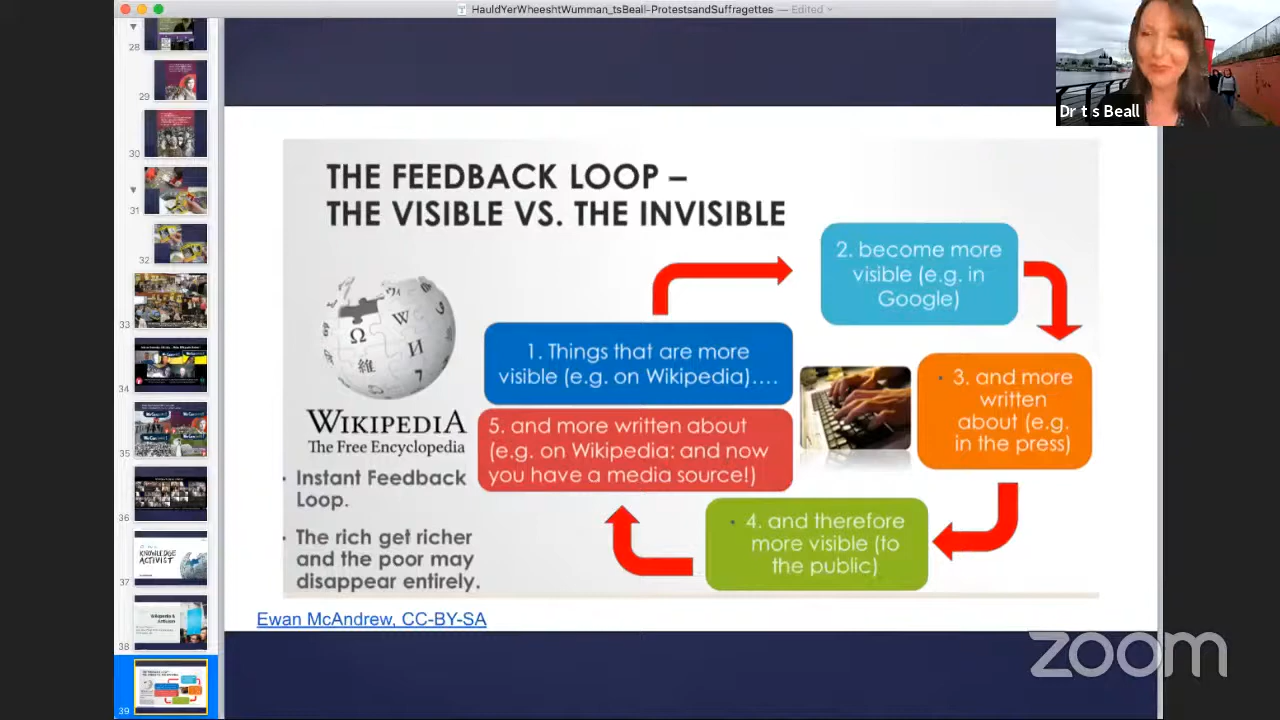 HauldYerWheeshtWumman_tsBeall-ProtestsandSuffragettes — Edited
Dr t s Beall
THE FEEDBACK LOOP –
THE VISIBLE VS. THE INVISIBLE
2. become more
visible (e.g. in
Google)
1. Things that are more
visible (e.g. on Wikipedia)....
3. and more
written
about (e.g.
in the press)
5. and more written about
(e.g. on Wikipedia: and now
you have a media source!)
4. and therefore
more visible (to
the public)
Ω
W
И
維
7
WIKIPEDIA
The Free Encyclopedia
Instant Feedback
Loop.
The rich get richer
and the poor may
disappear entirely.
Ewan McAndrew, CC-BY-SA
zoom
28
29
30
31
32
33
34
35
36
37
KNOWLEDGE
ACTIVIST
38
39